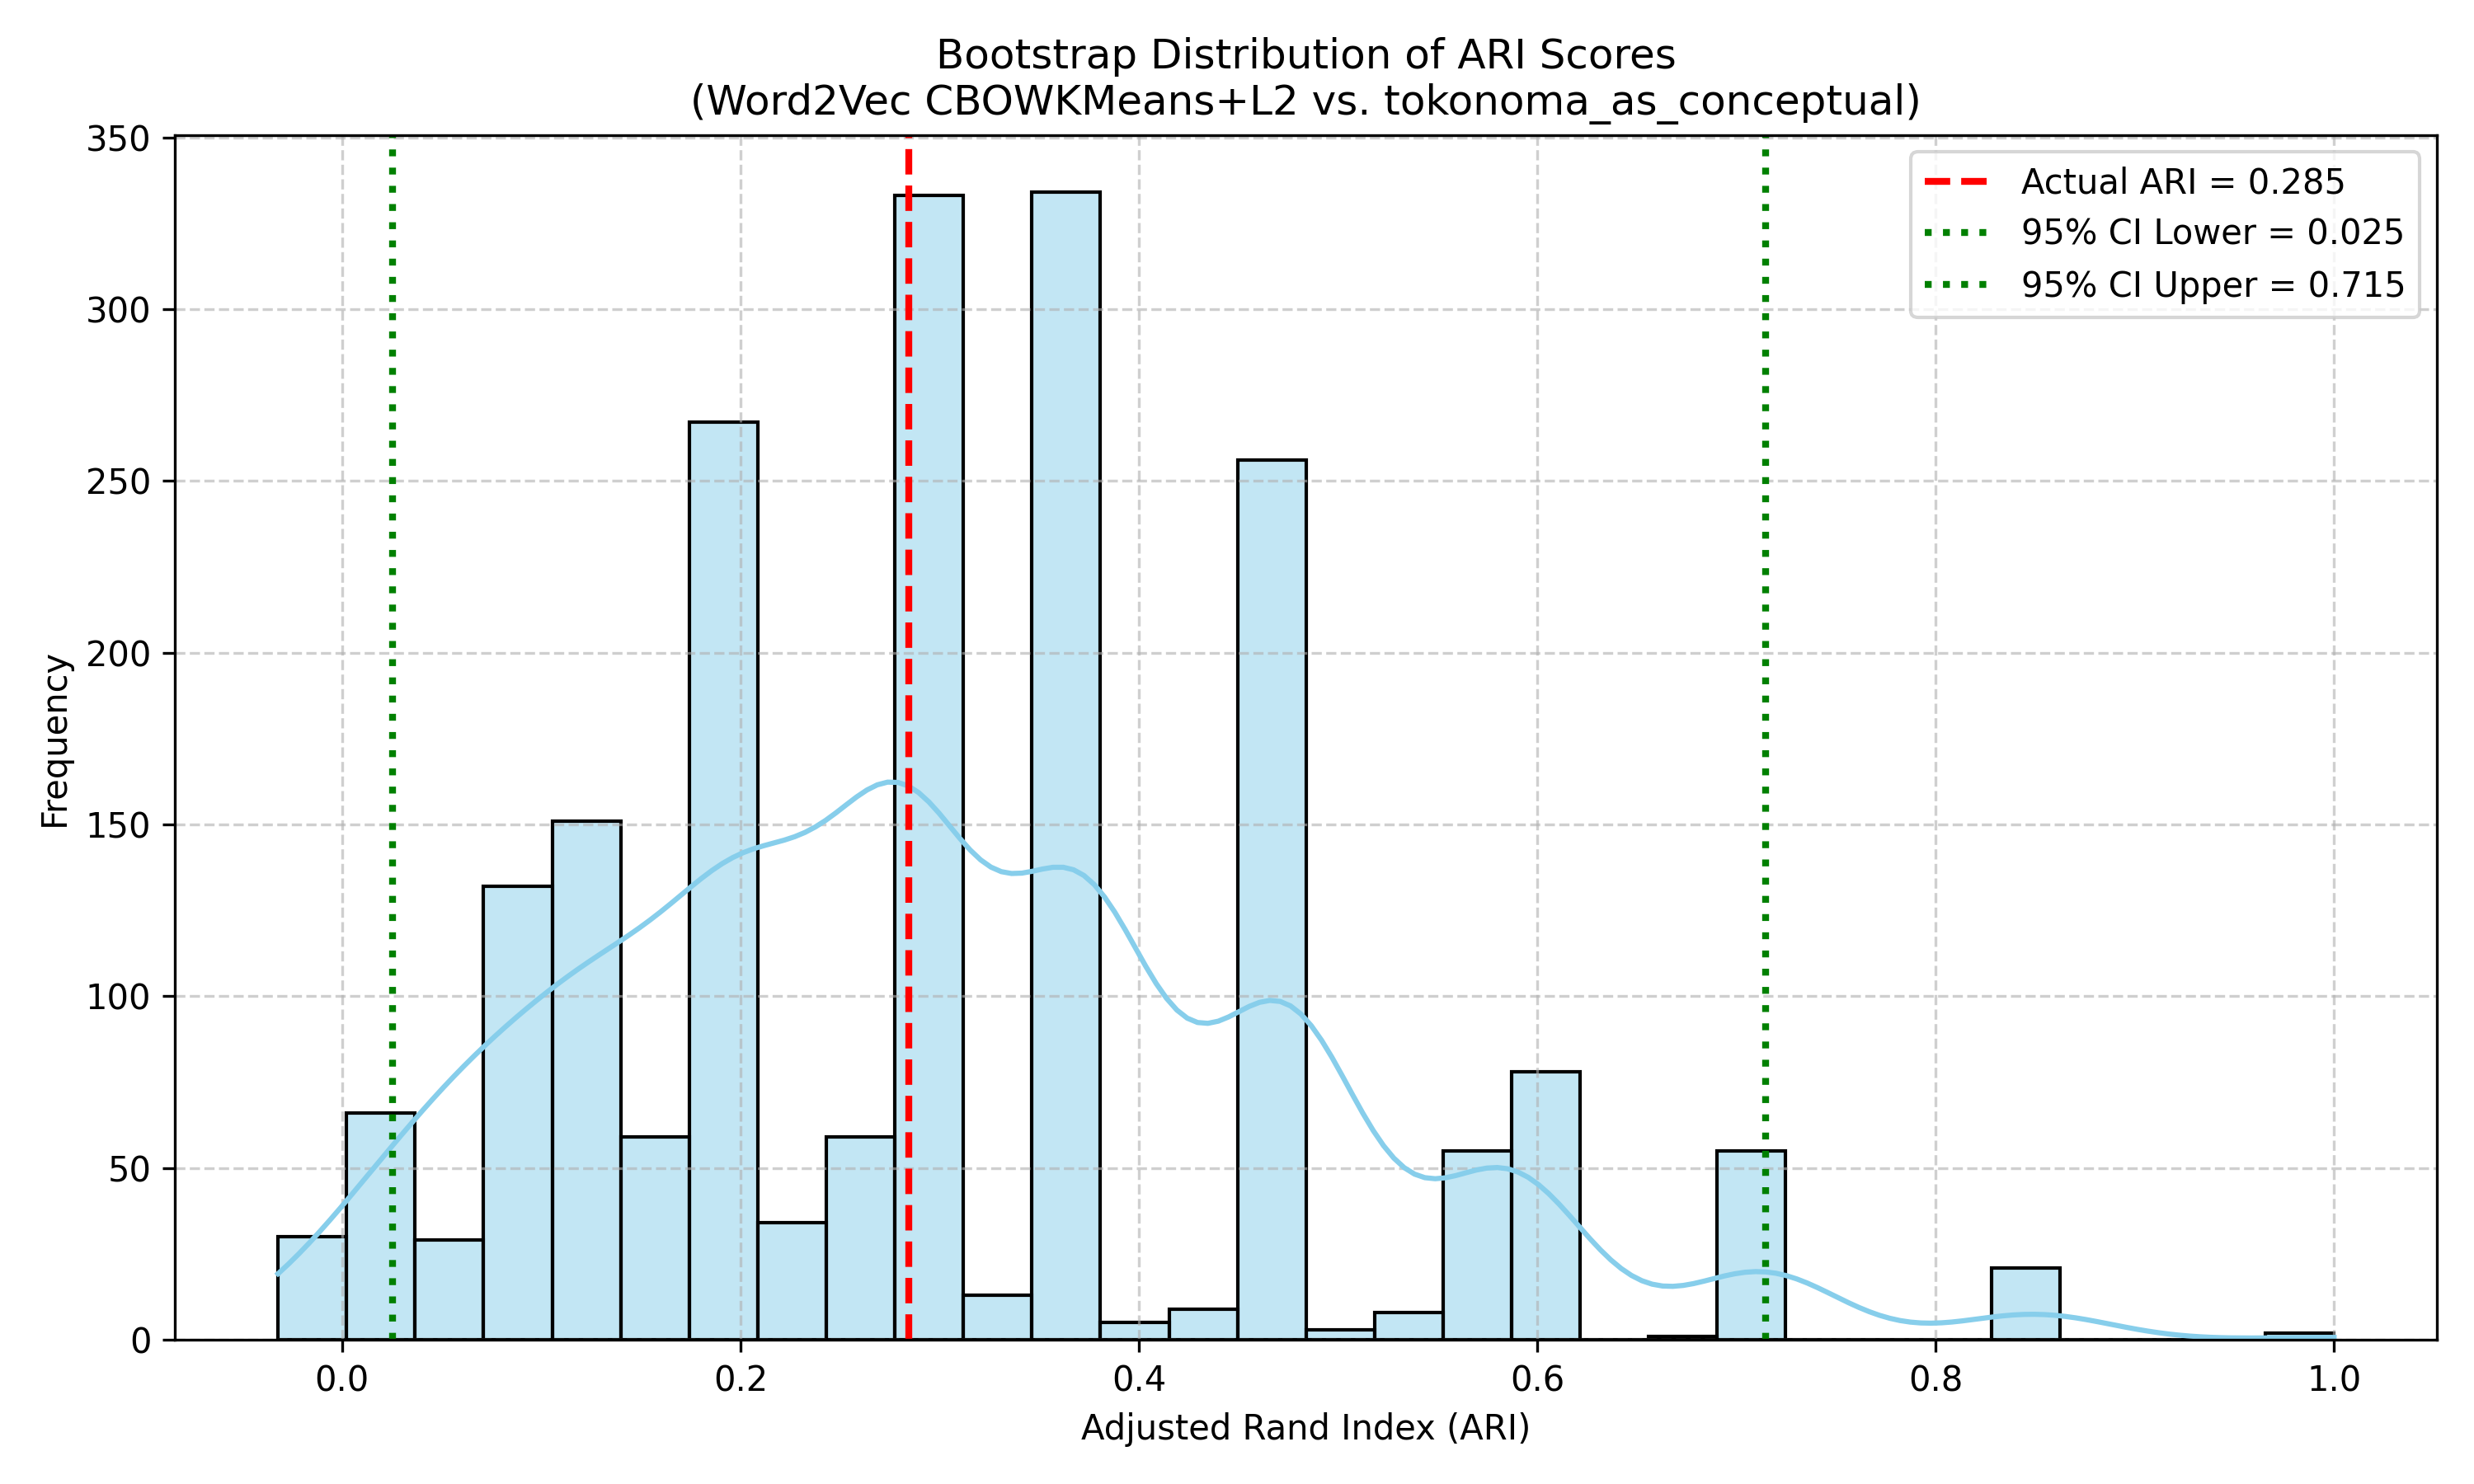 Bootstrap Distribution of ARI Scores
(Word2Vec CBOWKMeans+L2 vs. tokonoma_as_conceptual)
Actual ARI = 0.285
95% CI Lower = 0.025
95% CI Upper = 0.715
Frequency
350
300
250
200
150
100
50
0
0.0 0.2 0.4 0.6 0.8 1.0
Adjusted Rand Index (ARI)